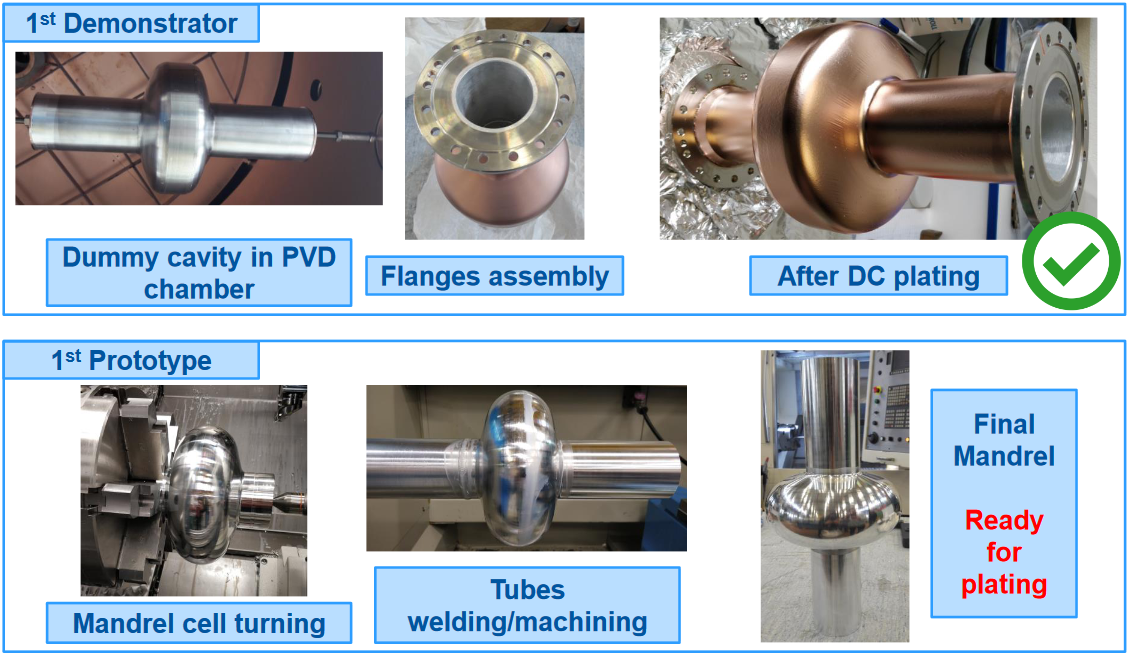 1st Demonstrator
Dummy cavity in PVD
chamber
Flanges assembly
After DC plating
1st Prototype
Mandrel cell turning
Tubes
welding/machining
Final
Mandrel
Ready
for
plating